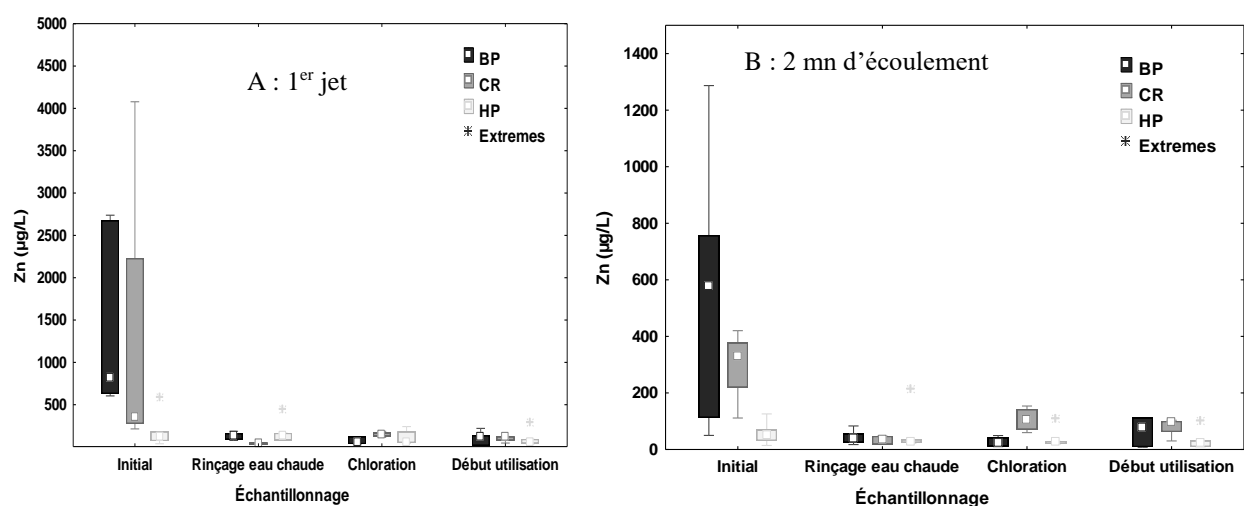 A : 1er jet
BP
CR
HP
Extremes
Zn (µg/L)
5000
4500
4000
3500
3000
2500
2000
1500
1000
500
Initial
Rinçage eau chaude
Chloration
Début utilisation
Échantillonnage
B : 2 mn d’écoulement
BP
CR
HP
Extremes
Zn (µg/L)
1400
1200
1000
800
600
400
200
0
Initial
Rinçage eau chaude
Chloration
Début utilisation
Échantillonnage